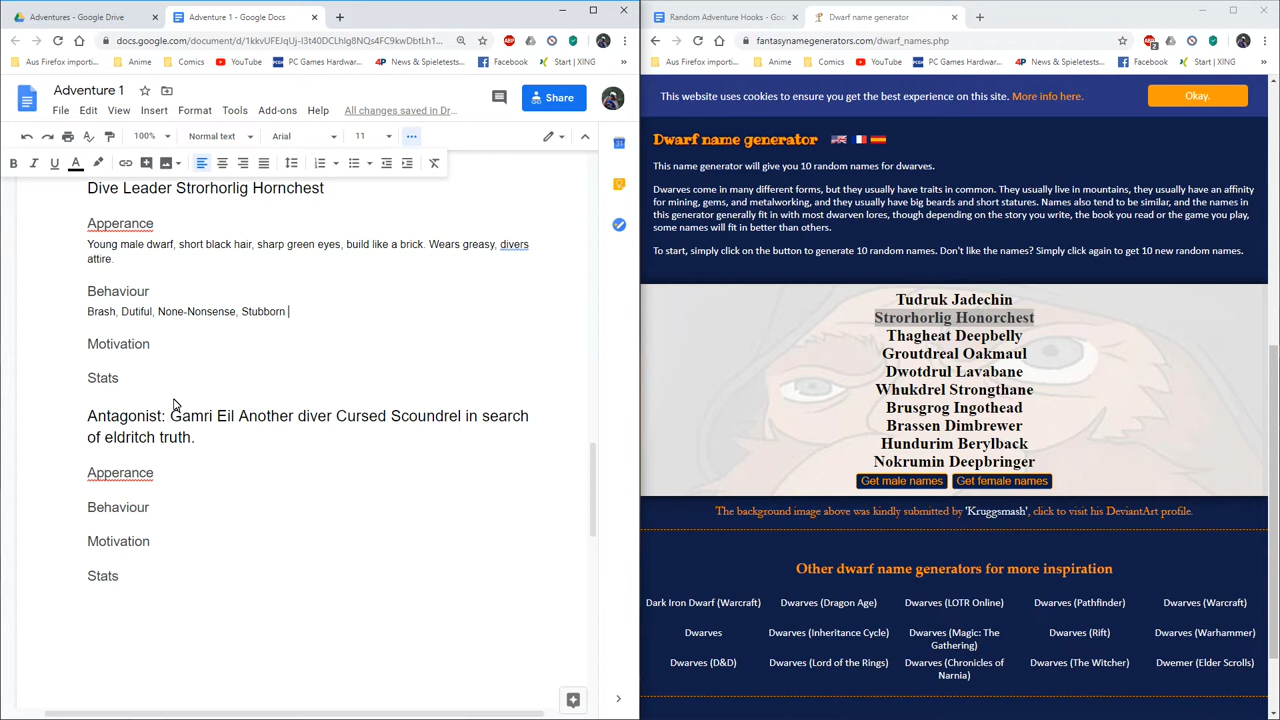 Adventures - Google Drive
Adventure 1 - Google Docs
docs.google.com/document/d/1kkvUFEJqUj-I3t40DCLhlg8NQs4FC9kwDbtLh1...
Aus Firefox importi...
Anime
Comics
YouTube
PC Games Hardwar...
N - News & Spieletests...
Facebook
Start | XING
Adventure 1
Share
File Edit View Insert Format Tools Add-ons Help All changes saved in Dr...
100% Normal text Arial 11
Dive Leader Strorhorlig Hornchest
Apperance
Young male dwarf, short black hair, sharp green eyes, build like a brick. Wears greasy, divers
attire.
Behaviour
Brash, Dutiful, None-Nonsense, Stubborn
Motivation
Stats
Antagonist: Gamri Eil Another diver Cursed Scoundrel in search
of eldritch truth.
Apperance
Behaviour
Motivation
Stats
Random Adventure Hooks - Goo
Dwarf name generator
fantasynamegenerators.com/dwarf_names.php
Aus Firefox importi...
Anime
Comics
YouTube
PC Games Hardwar...
N - News & Spieletests...
Facebook
Start | XING
This website uses cookies to ensure you get the best experience on this site. More info here.
Okay.
Dwarf name generator
This name generator will give you 10 random names for dwarves.
Dwarves come in many different forms, but they usually have traits in common. They usually live in mountains, they usually have an affinity
for mining, gems, and metalworking, and they usually have big beards and short statures. Names also tend to be similar, and the names in
this generator generally fit in with most dwarven lores, though depending on the story you write, the book you read or the game you play,
some names will fit in better than others.
To start, simply click on the button to generate 10 random names. Don't like the names? Simply click again to get 10 new random names.
Tudruk Jadechin
Strorhorlig Honorchest
Thagheat Deepbelly
Groutdreal Oakmaul
Dwotdrul Lavabane
Whukdrel Strongthane
Brusgrog Ingothead
Brassen Dimbrewer
Hundurim Berylback
Nokrumin Deepbringer
Get male names Get female names
The background image above was kindly submitted by 'Kruggsmash', click to visit his DeviantArt profile.
Other dwarf name generators for more inspiration
Dark Iron Dwarf (Warcraft) Dwarves (Dragon Age) Dwarves (LOTR Online) Dwarves (Pathfinder) Dwarves (Warcraft)
Dwarves Dwarves (Inheritance Cycle) Dwarves (Magic: The
Gathering) Dwarves (Rift) Dwarves (Warhammer)
Dwarves (D&D) Dwarves (Lord of the Rings) Dwarves (Chronicles of
Narnia) Dwarves (The Witcher) Dwemer (Elder Scrolls)